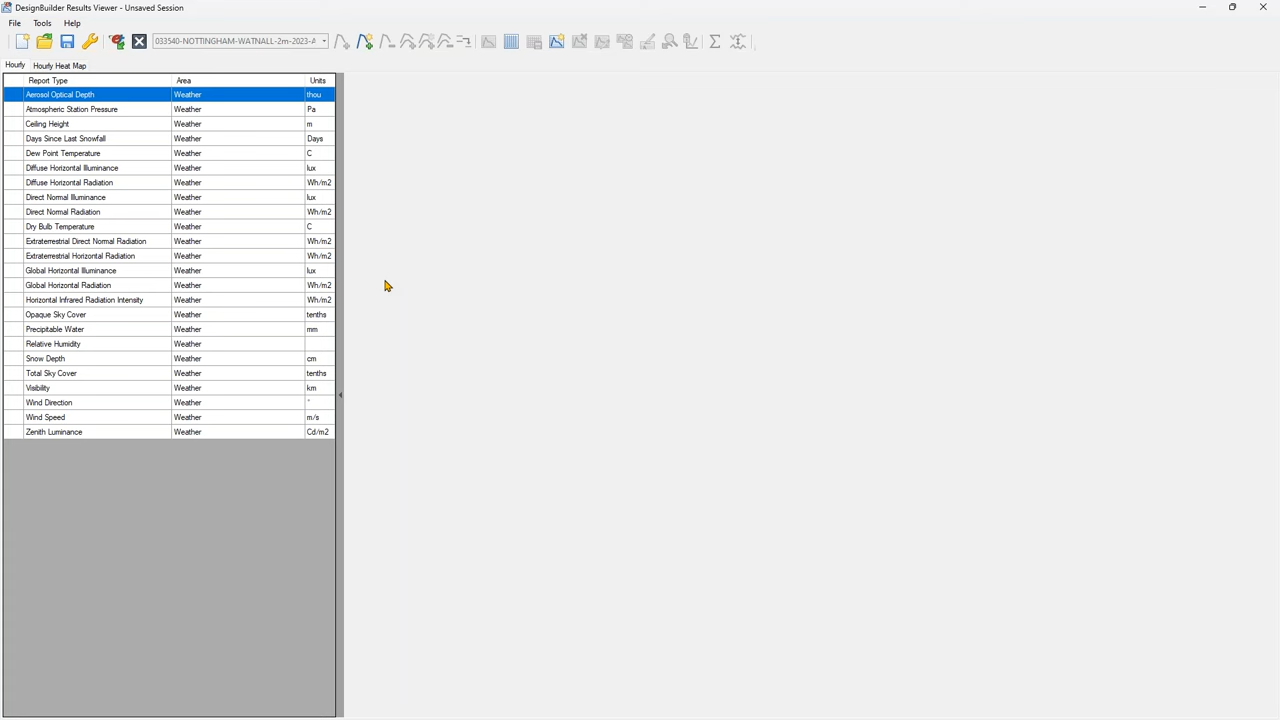 DesignBuilder Results Viewer - Unsaved Session
File Tools Help
033540-NOTTINGHAM-WATNALL-2m-2023-A
Hourly Hourly Heat Map
Report Type Area Units
Aerosol Optical Depth Weather thou
Atmospheric Station Pressure Weather Pa
Ceiling Height Weather m
Days Since Last Snowfall Weather Days
Dew Point Temperature Weather C
Diffuse Horizontal Illuminance Weather lux
Diffuse Horizontal Radiation Weather Wh/m2
Direct Normal Illuminance Weather lux
Direct Normal Radiation Weather Wh/m2
Dry Bulb Temperature Weather C
Extraterrestrial Direct Normal Radiation Weather Wh/m2
Extraterrestrial Horizontal Radiation Weather Wh/m2
Global Horizontal Illuminance Weather lux
Global Horizontal Radiation Weather Wh/m2
Horizontal Infrared Radiation Intensity Weather Wh/m2
Opaque Sky Cover Weather tenths
Precipitable Water Weather mm
Relative Humidity Weather
Snow Depth Weather cm
Total Sky Cover Weather tenths
Visibility Weather km
Wind Direction Weather °
Wind Speed Weather m/s
Zenith Luminance Weather Cd/m2